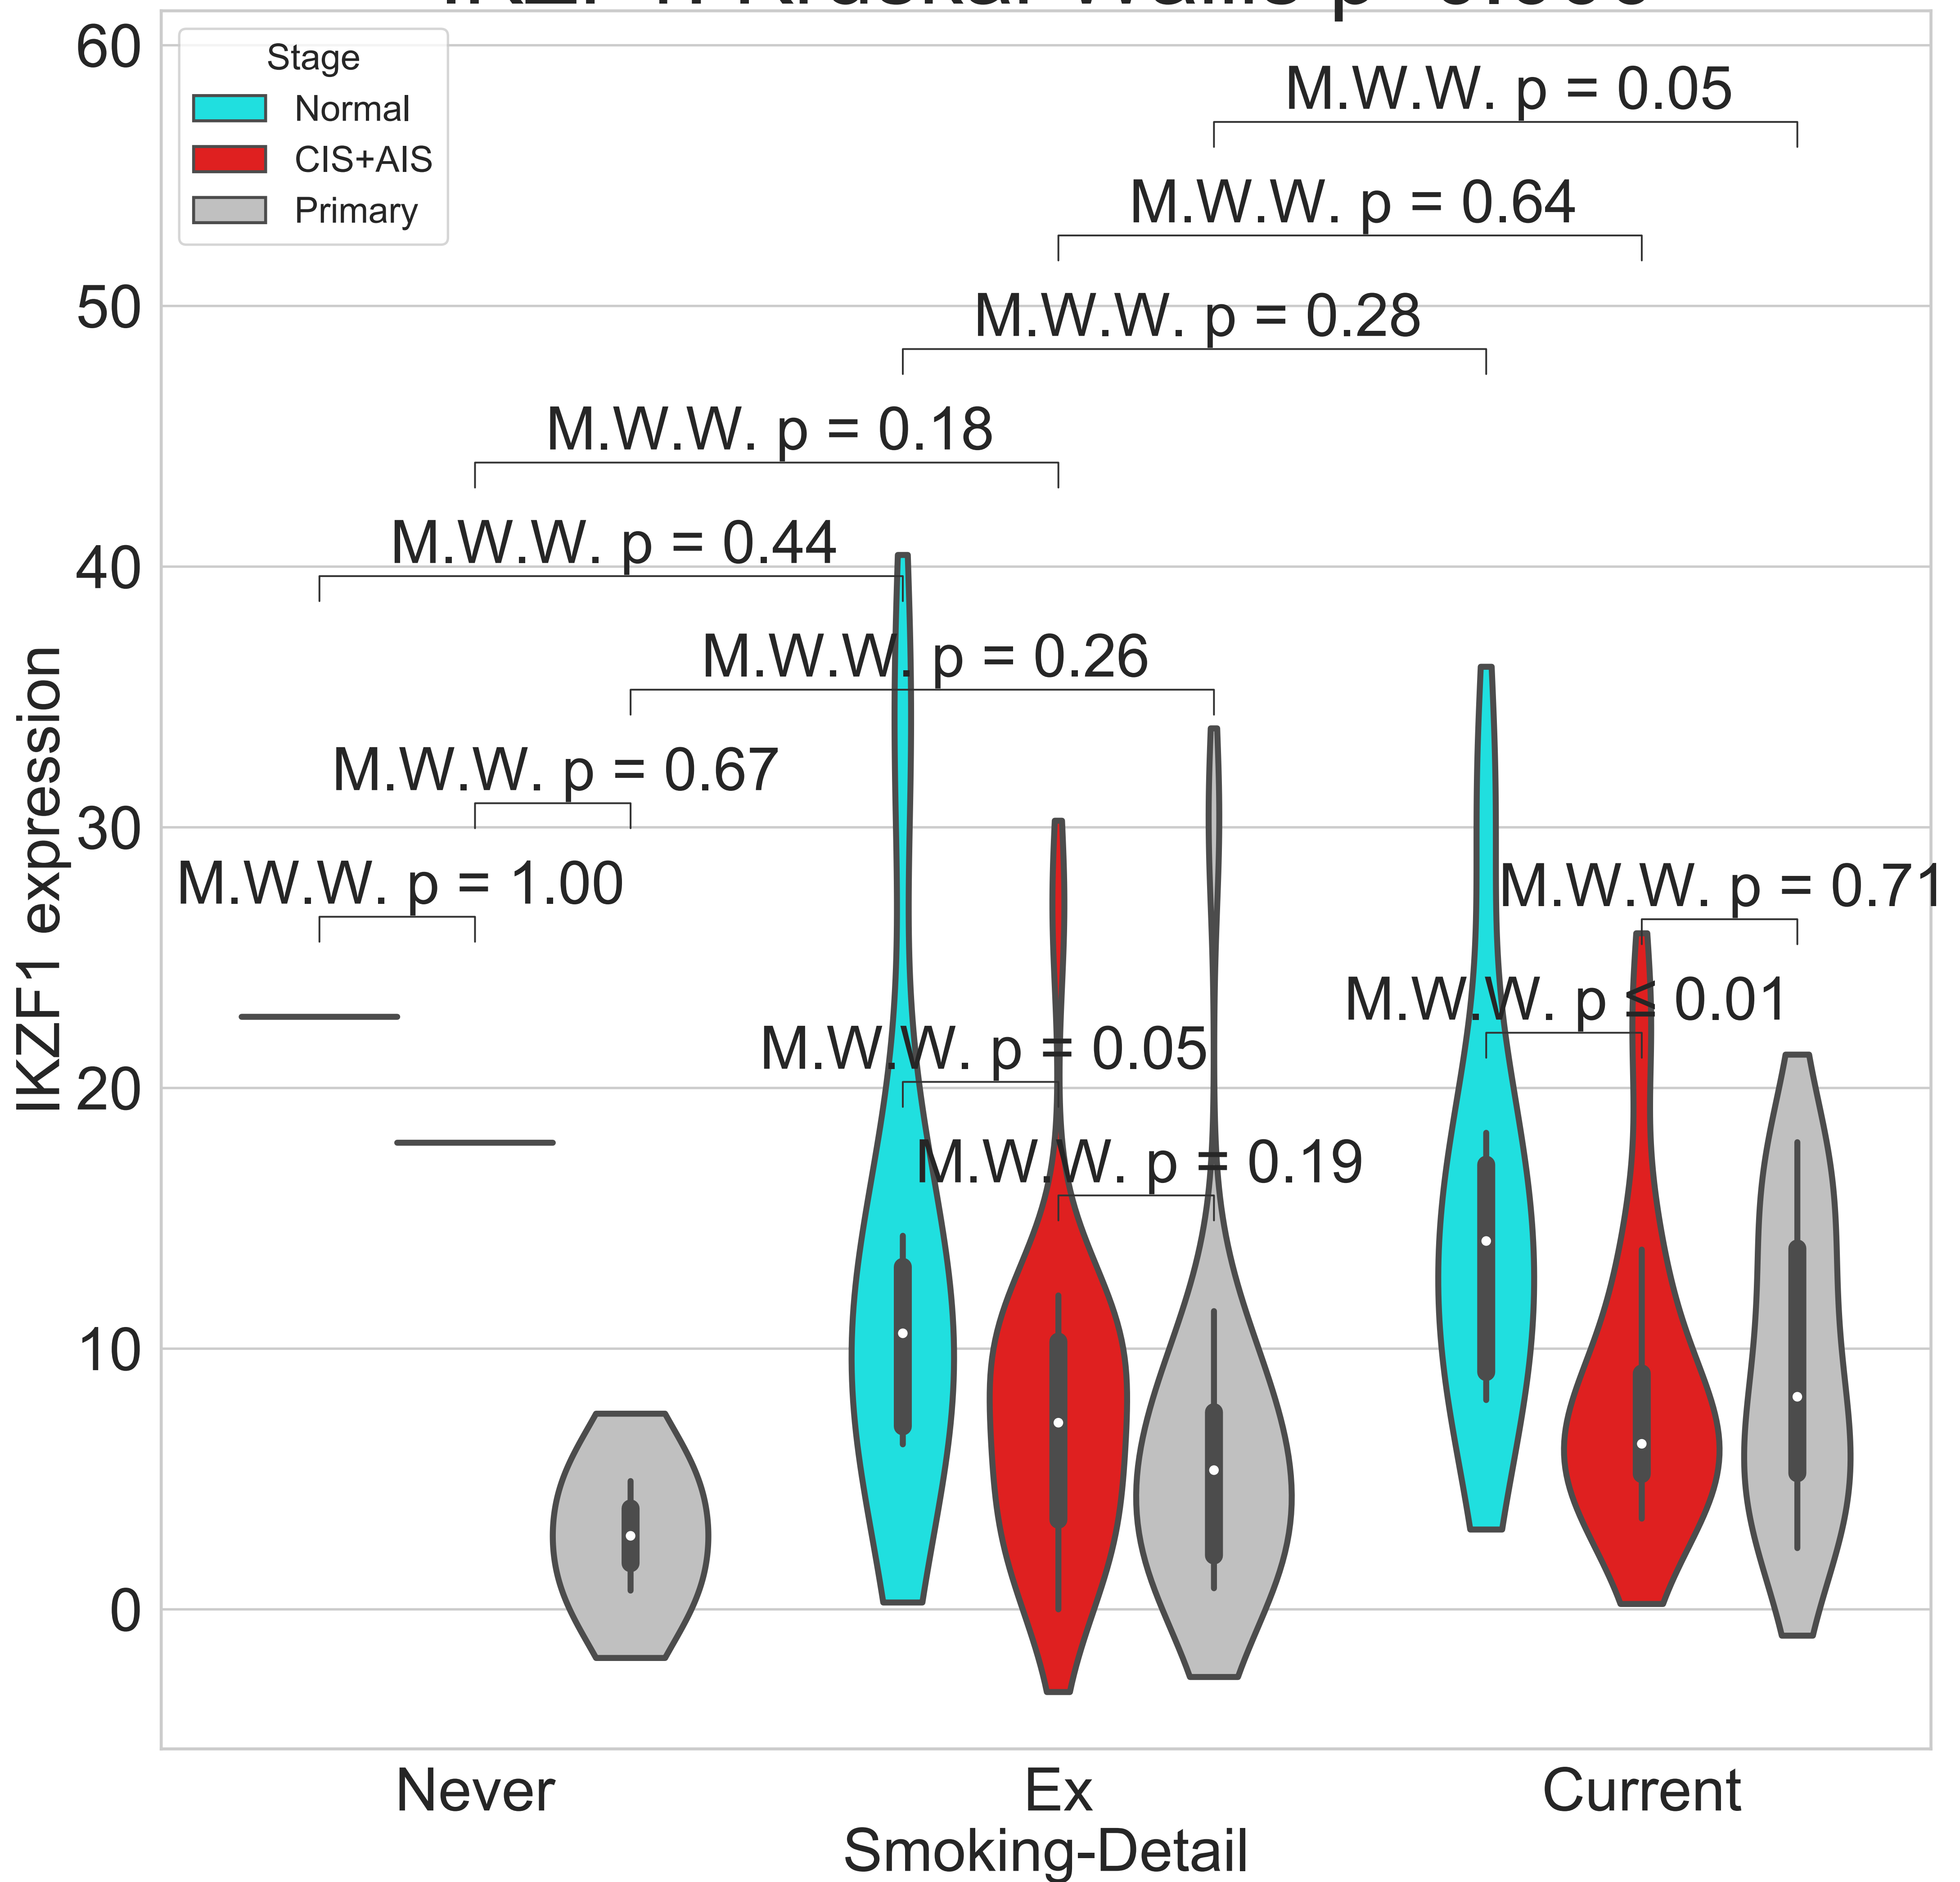 60
50
40
30
20
10
0
IKZF1 expression
Stage
Normal
CIS+AIS
Primary
M.W.W. p = 0.05
M.W.W. p = 0.64
M.W.W. p = 0.28
M.W.W. p = 0.18
M.W.W. p = 0.44
M.W.W. p = 0.26
M.W.W. p = 0.67
M.W.W. p = 1.00
M.W.W. p = 0.71
M.W.W. p ≤ 0.01
M.W.W. p = 0.05
M.W.W. p = 0.19
Never
Ex
Current
Smoking-Detail